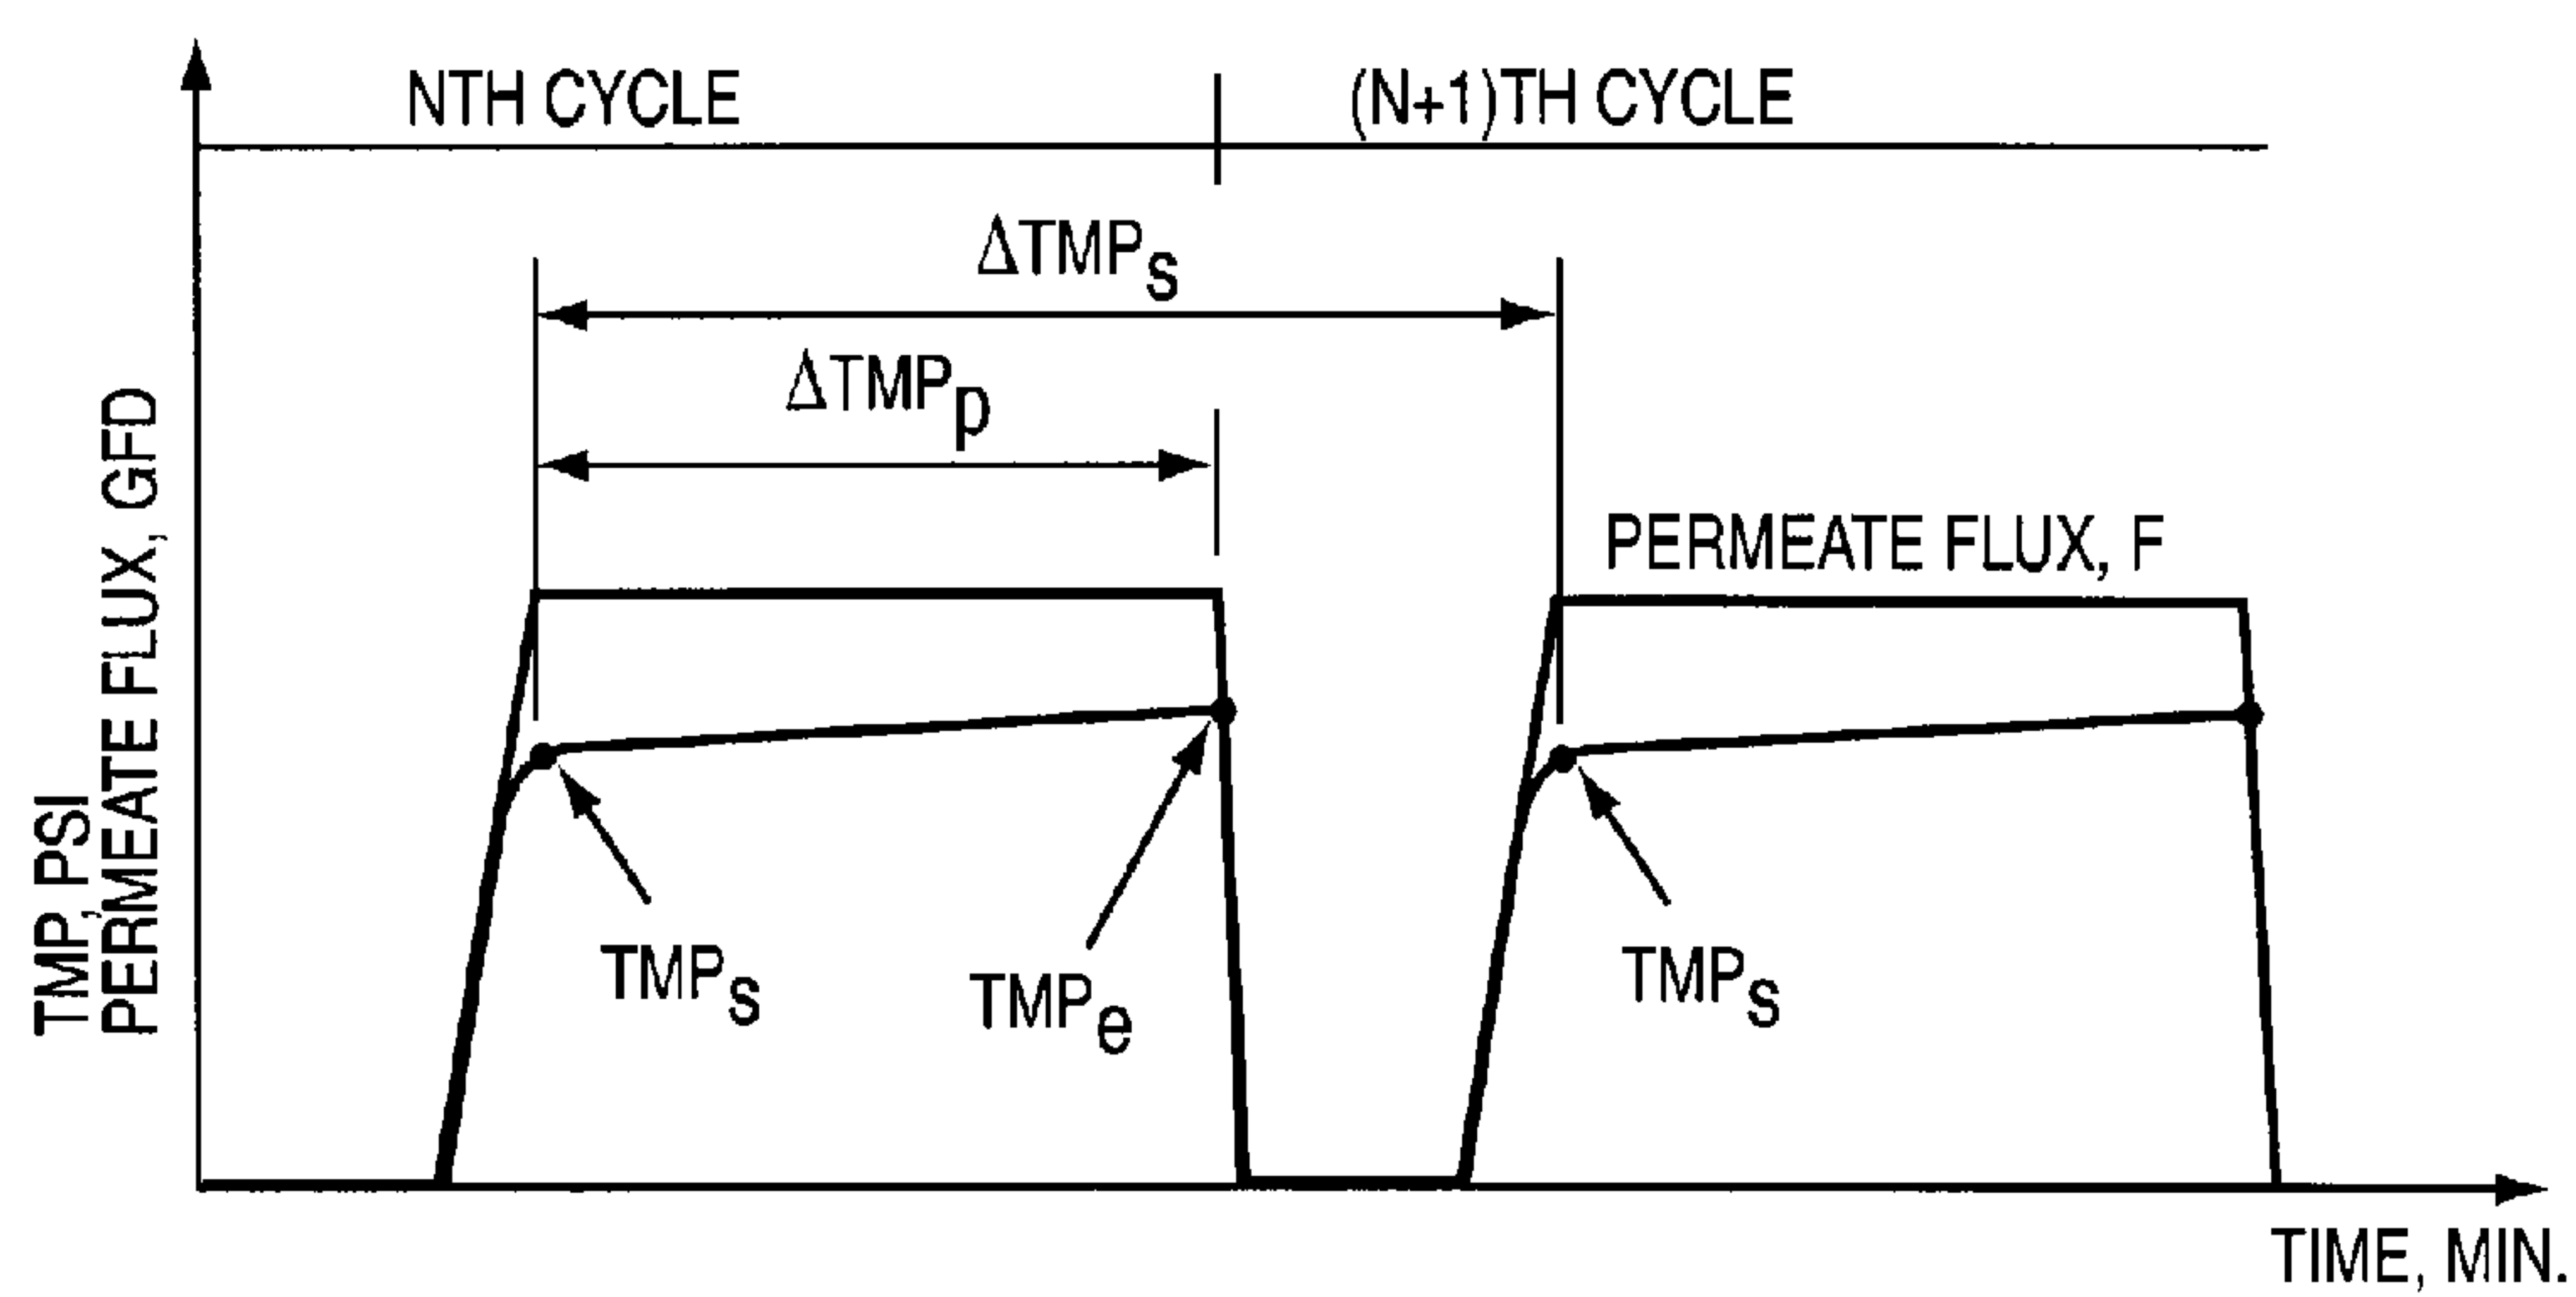 NTH CYCLE
(N+1)TH CYCLE
ΔTMPs
ΔTMPp
PERMEATE FLUX, F
TMP, PSI
PERMEATE FLUX, GFD
TMPs
TMPe
TMPs
TIME, MIN.